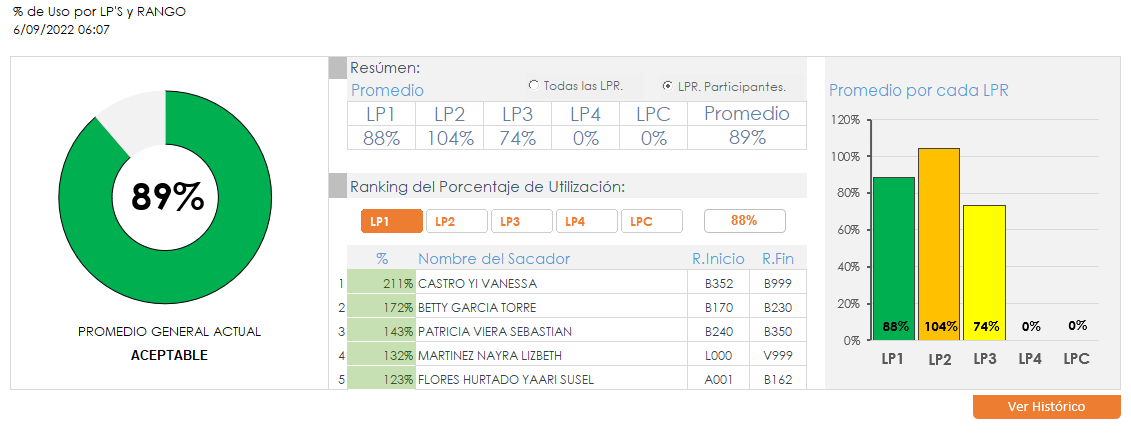 % de Uso por LP'S y RANGO
6/09/2022 06:07
89%
PROMEDIO GENERAL ACTUAL
ACEPTABLE
Resúmen:
Promedio
Todas las LPR. LPR. Participantes.
LP1 LP2 LP3 LP4 LPC Promedio
88% 104% 74% 0% 0% 89%
Ranking del Porcentaje de Utilización:
LP1 LP2 LP3 LP4 LPC 88%
% Nombre del Sacador R.Inicio R.Fin
1 211% CASTRO YI VANESSA B352 B999
2 172% BETTY GARCIA TORRE B170 B230
3 143% PATRICIA VIERA SEBASTIAN B240 B350
4 132% MARTINEZ NAYRA LIZBETH L000 V999
5 123% FLORES HURTADO YAARI SUSEL A001 B162
Promedio por cada LPR
120%
100%
80%
60%
40%
20%
0%
88% 104% 74% 0% 0%
LP1 LP2 LP3 LP4 LPC
Ver Histórico